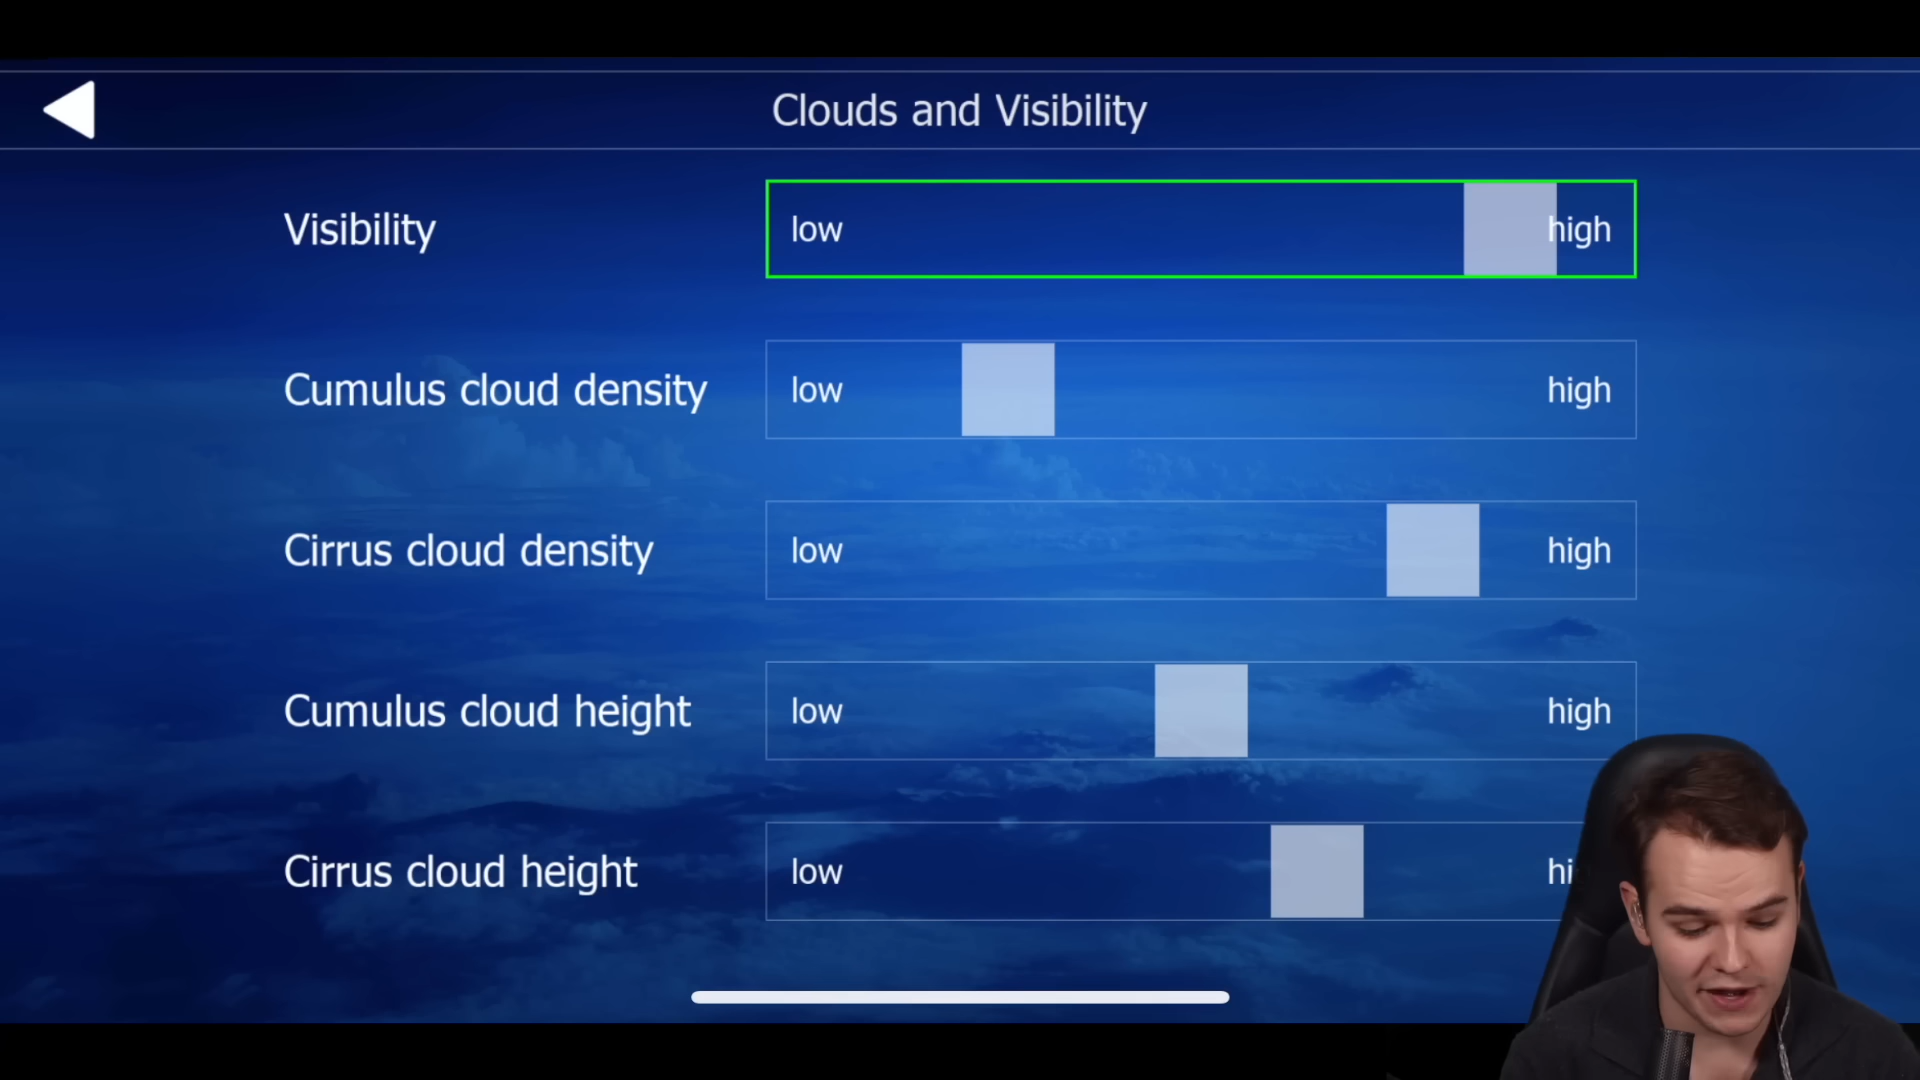 Clouds and Visibility
Visibility
low
high
Cumulus cloud density
low
high
Cirrus cloud density
low
high
Cumulus cloud height
low
high
Cirrus cloud height
low
hi